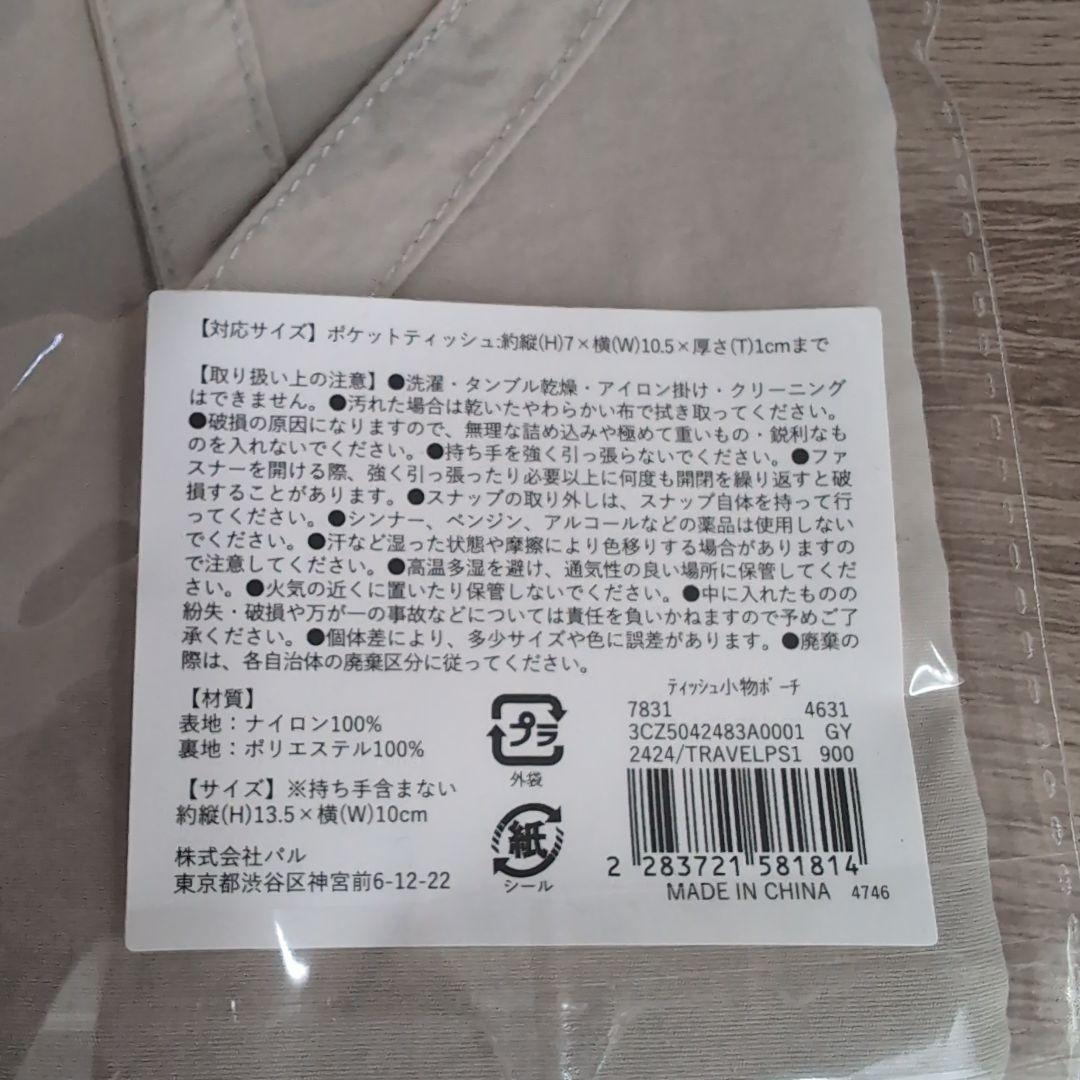 【対応サイズ】ポケットティッシュ:約縦(H)7×横(W)10.5×厚さ(T)1cmまで
【取り扱い上の注意】●洗濯・タンブル乾燥・アイロン掛け・クリーニング
はできません。●汚れた場合は乾いたやわらかい布で拭き取ってください。
●破損の原因になりますので、無理な詰め込みや極めて重いもの・鋭利なも
のを入れないでください。●持ち手を強く引っ張らないでください。●ファ
スナーを開ける際、強く引っ張ったり必要以上に何度も開閉を繰り返すと破
損することがあります。●スナップの取り外しは、スナップ自体を持って行
ってください。●シンナー、ベンジン、アルコールなどの薬品は使用しない
でください。●汗など湿った状態や摩擦により色移りする場合がありますの
で注意してください。●高温多湿を避け、通気性の良い場所に保管してくだ
さい。●火気の近くに置いたり保管しないでください。●中に入れたものの
紛失・破損や万が一の事故などについては責任を負いかねますので予めご了
承ください。●個体差により、多少サイズや色に誤差があります。●廃棄の
際は、各自治体の廃棄区分に従ってください。
【材質】
表地：ナイロン100%
裏地：ポリエステル100%
【サイズ】※持ち手含まない
約縦(H)13.5×横(W)10cm
株式会社パル
東京都渋谷区神宮前6-12-22
プラ
外袋
紙
シール
ﾃｨｯｼｭ小物ﾎﾟｰﾁ
7831 4631
3CZ5042483A0001 GY
2424/TRAVELPS1 900
2 283721 581814
MADE IN CHINA 4746